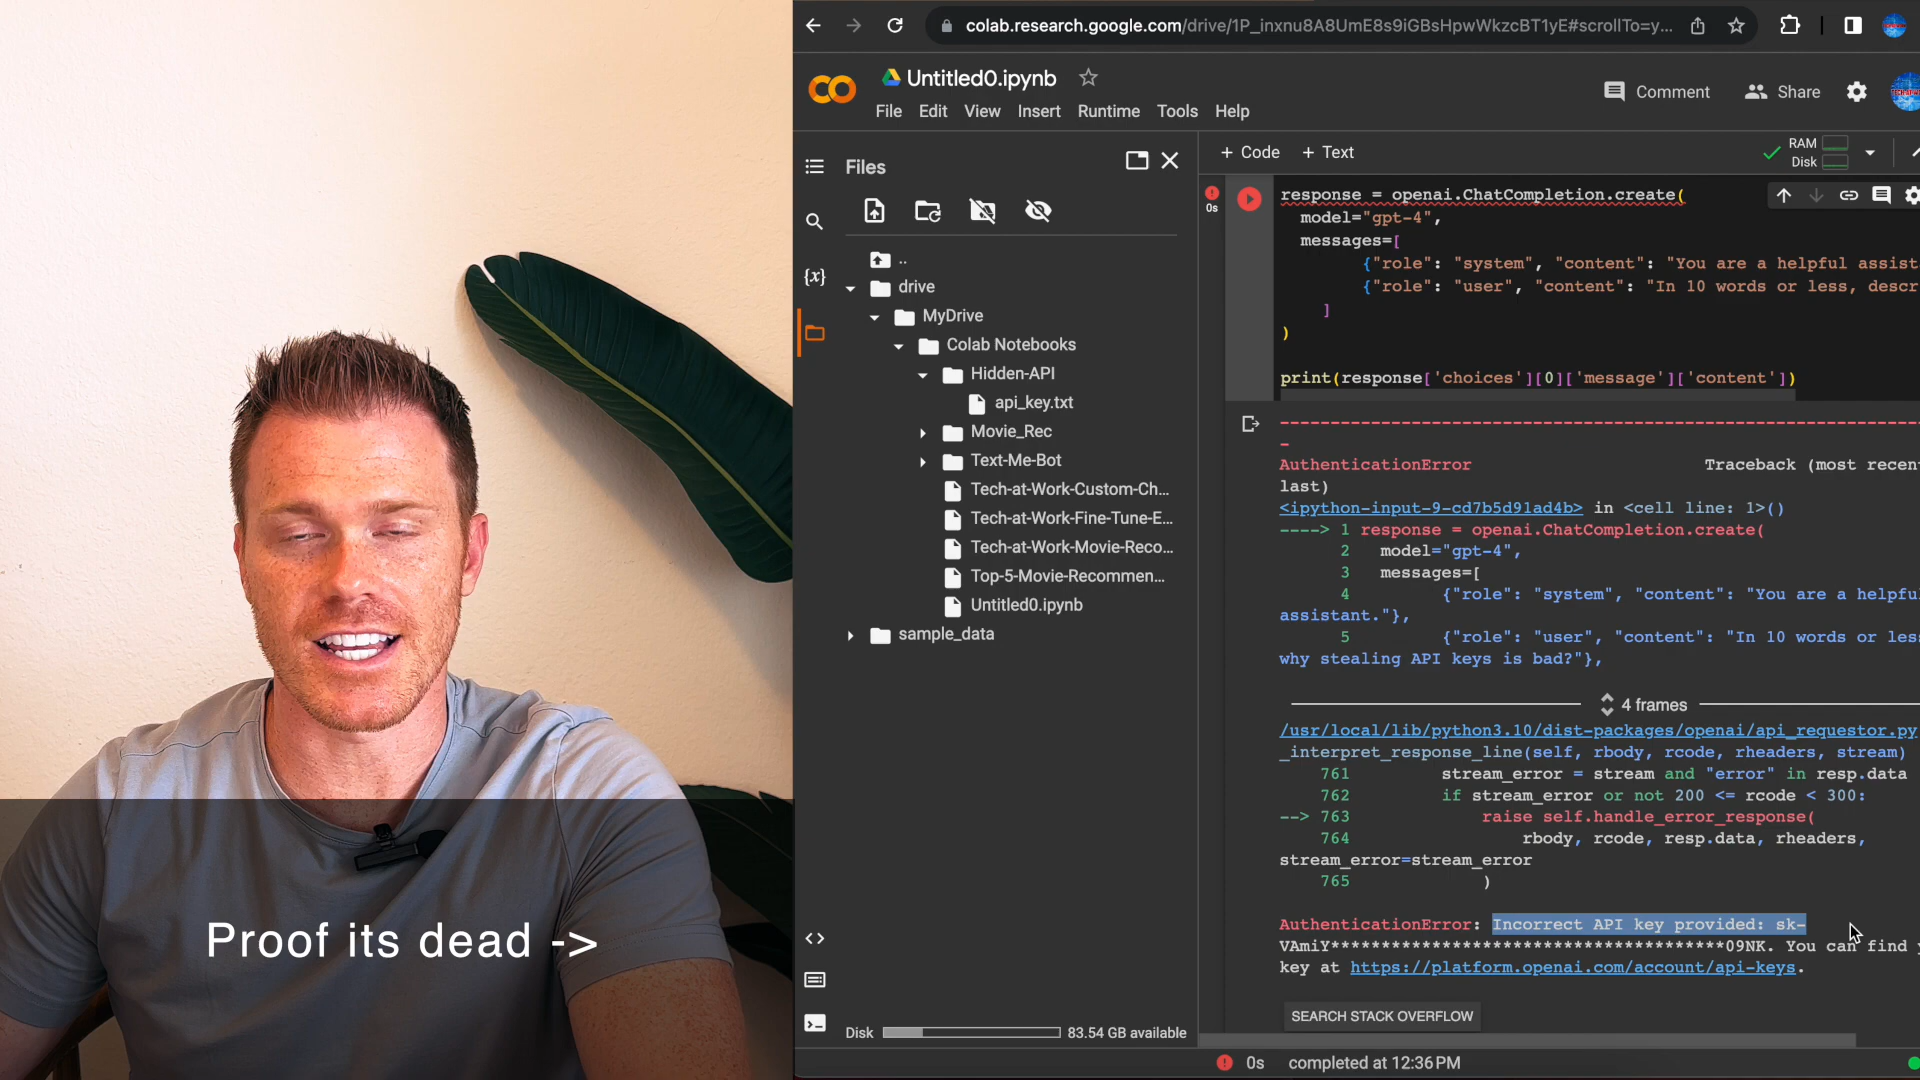 colab.research.google.com/drive/1P_inxnu8A8UmE8s9iGBsHpwWkzcBT1yE#scrollTo=y...
Untitled0.ipynb
Comment
Share
File Edit View Insert Runtime Tools Help
+ Code + Text
RAM
Disk
Files
..
drive
MyDrive
Colab Notebooks
Hidden-API
api_key.txt
Movie_Rec
Text-Me-Bot
Tech-at-Work-Custom-Ch...
Tech-at-Work-Fine-Tune-E...
Tech-at-Work-Movie-Reco...
Top-5-Movie-Recommen...
Untitled0.ipynb
sample_data
{x}
<>
Disk 83.54 GB available
0s
response = openai.ChatCompletion.create(
model="gpt-4",
messages=[
{"role": "system", "content": "You are a helpful assist
{"role": "user", "content": "In 10 words or less, descr
]
)
print(response['choices'][0]['message']['content'])
--------------------------------------------------------------------------
AuthenticationError Traceback (most recent
last)
<ipython-input-9-cd7b5d91ad4b> in <cell line: 1>()
----> 1 response = openai.ChatCompletion.create(
2 model="gpt-4",
3 messages=[
4 {"role": "system", "content": "You are a helpful
assistant."},
5 {"role": "user", "content": "In 10 words or less
why stealing API keys is bad?"},
4 frames
/usr/local/lib/python3.10/dist-packages/openai/api_requestor.py
_interpret_response_line(self, rbody, rcode, rheaders, stream)
761 stream_error = stream and "error" in resp.data
762 if stream_error or not 200 <= rcode < 300:
--> 763 raise self.handle_error_response(
764 rbody, rcode, resp.data, rheaders,
stream_error=stream_error
765 )
AuthenticationError: Incorrect API key provided: sk-
VAmiY***************************************09NK. You can find y
key at https://platform.openai.com/account/api-keys.
SEARCH STACK OVERFLOW
0s completed at 12:36 PM
Proof its dead ->